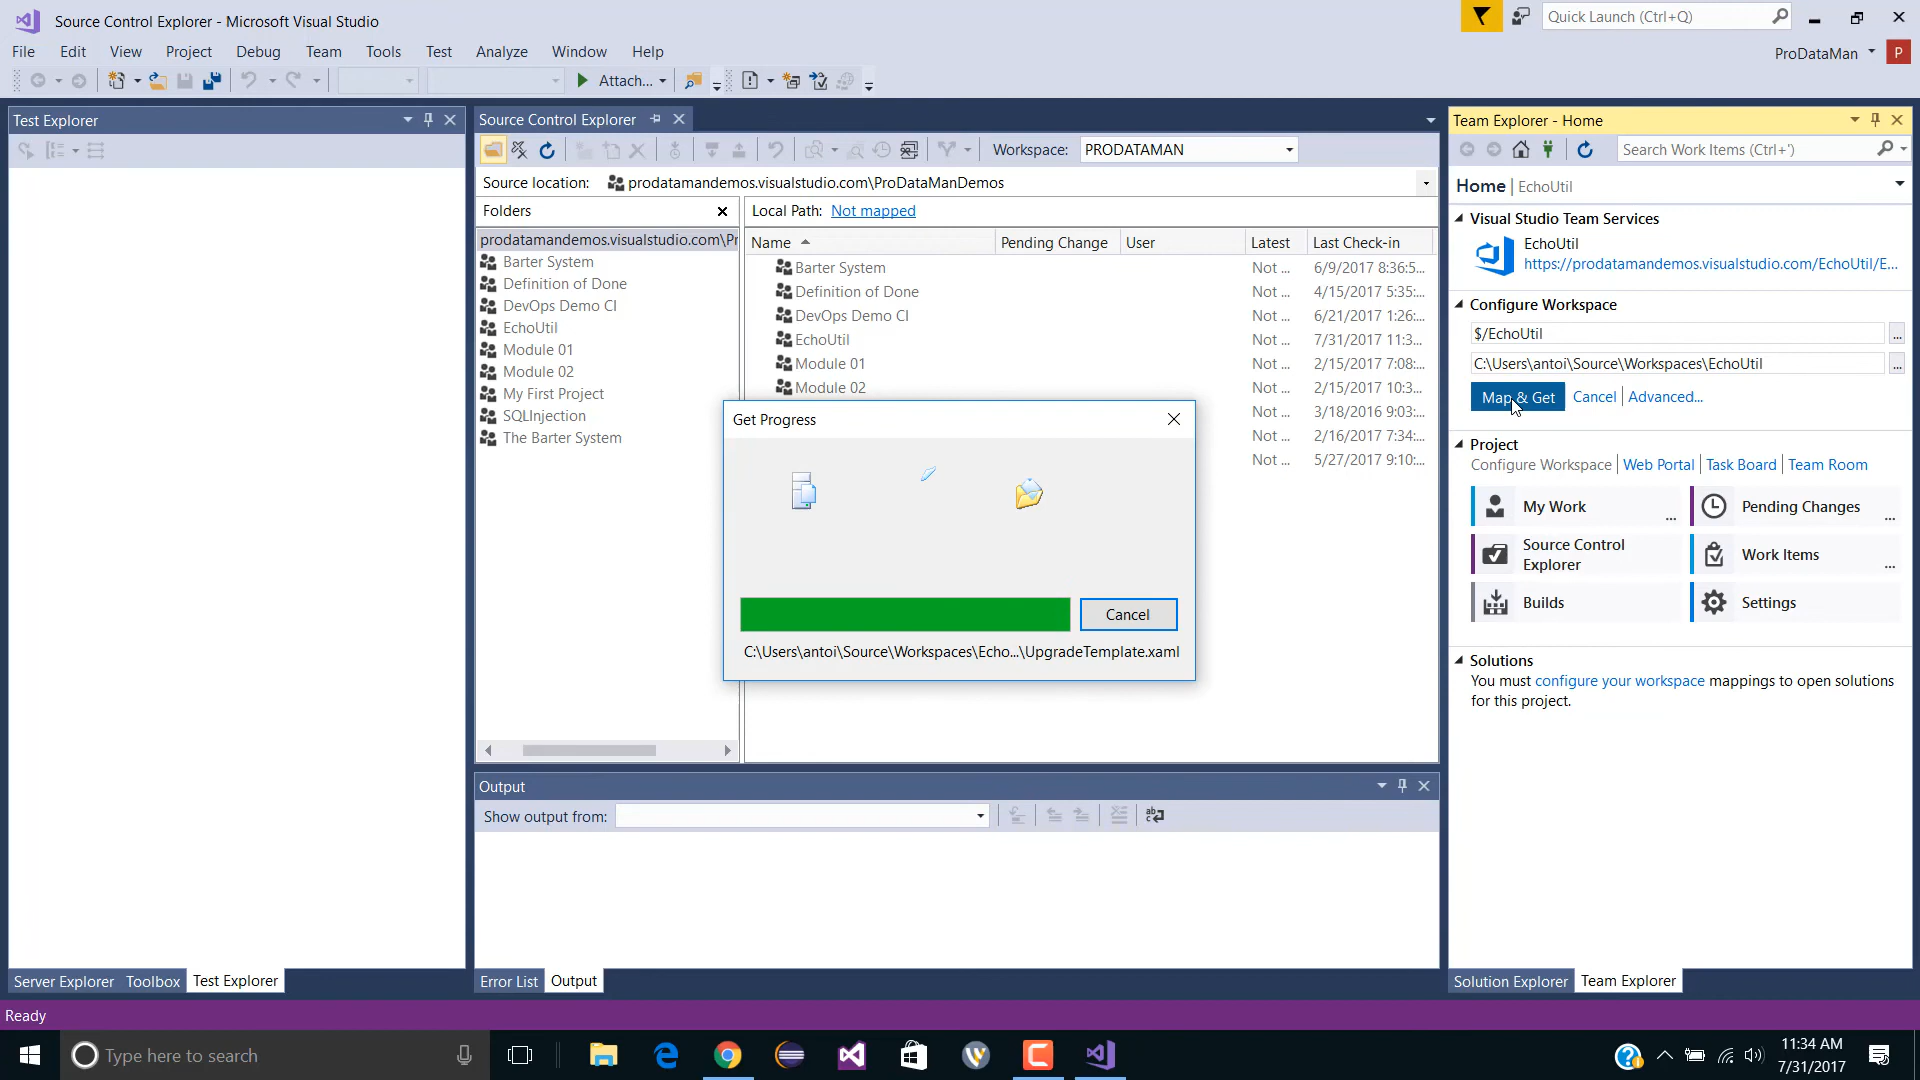 Source Control Explorer - Microsoft Visual Studio
Quick Launch (Ctrl+Q)
File Edit View Project Debug Team Tools Test Analyze Window Help
ProDataMan P
Attach...
Test Explorer
Source Control Explorer
Workspace: PRODATAMAN
Source location: prodatamandemos.visualstudio.com\ProDataManDemos
Folders
Local Path: Not mapped
prodatamandemos.visualstudio.com\Pr
Barter System
Definition of Done
DevOps Demo CI
EchoUtil
Module 01
Module 02
My First Project
SQLInjection
The Barter System
Name Pending Change User Latest Last Check-in
Barter System Not ... 6/9/2017 8:36:5...
Definition of Done Not ... 4/15/2017 5:35:...
DevOps Demo CI Not ... 6/21/2017 1:26:...
EchoUtil Not ... 7/31/2017 11:3...
Module 01 Not ... 2/15/2017 7:08:...
Module 02 Not ... 2/15/2017 10:3...
Not ... 3/18/2016 9:03:...
Not ... 2/16/2017 7:34:...
Not ... 5/27/2017 9:10:...
Get Progress
Cancel
C:\Users\antoi\Source\Workspaces\Echo...\UpgradeTemplate.xaml
Output
Show output from:
Team Explorer - Home
Search Work Items (Ctrl+')
Home | EchoUtil
Visual Studio Team Services
EchoUtil
https://prodatamandemos.visualstudio.com/EchoUtil/E...
Configure Workspace
$/EchoUtil ...
C:\Users\antoi\Source\Workspaces\EchoUtil ...
Map & Get Cancel | Advanced...
Project
Configure Workspace | Web Portal | Task Board | Team Room
My Work ... Pending Changes ...
Source Control Explorer
Work Items ...
Builds Settings
Solutions
You must configure your workspace mappings to open solutions
for this project.
Server Explorer Toolbox Test Explorer
Error List Output
Solution Explorer Team Explorer
Ready
Type here to search
11:34 AM
7/31/2017